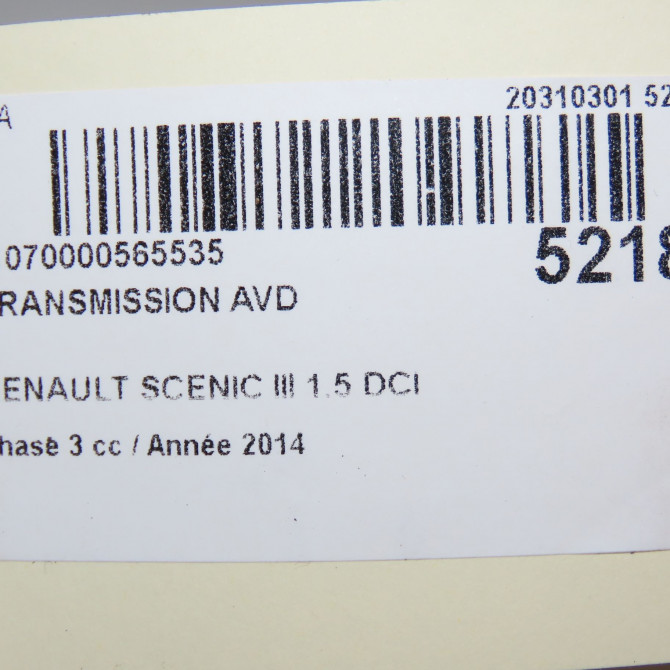 A
20310301 52
070000565535
5218
RANSMISSION AVD
ENAULT SCENIC III 1.5 DCI
hase 3 cc / Année 2014